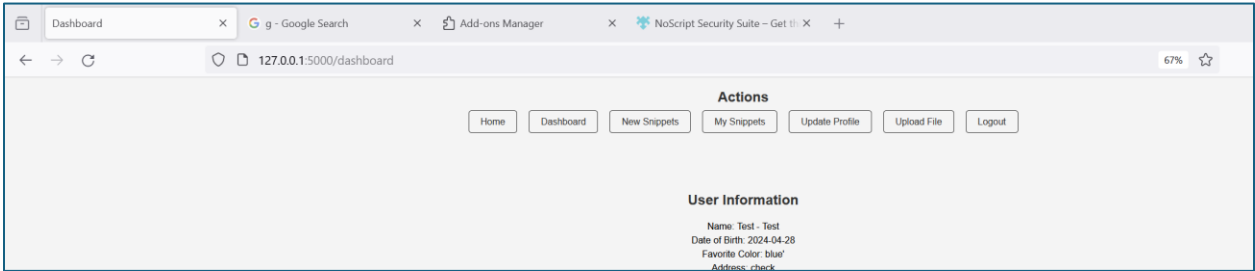 Dashboard
g - Google Search
Add-ons Manager
NoScript Security Suite – Get th
127.0.0.1:5000/dashboard
67%
Actions
Home Dashboard New Snippets My Snippets Update Profile Upload File Logout
User Information
Name: Test - Test
Date of Birth: 2024-04-28
Favorite Color: blue'
Address: check